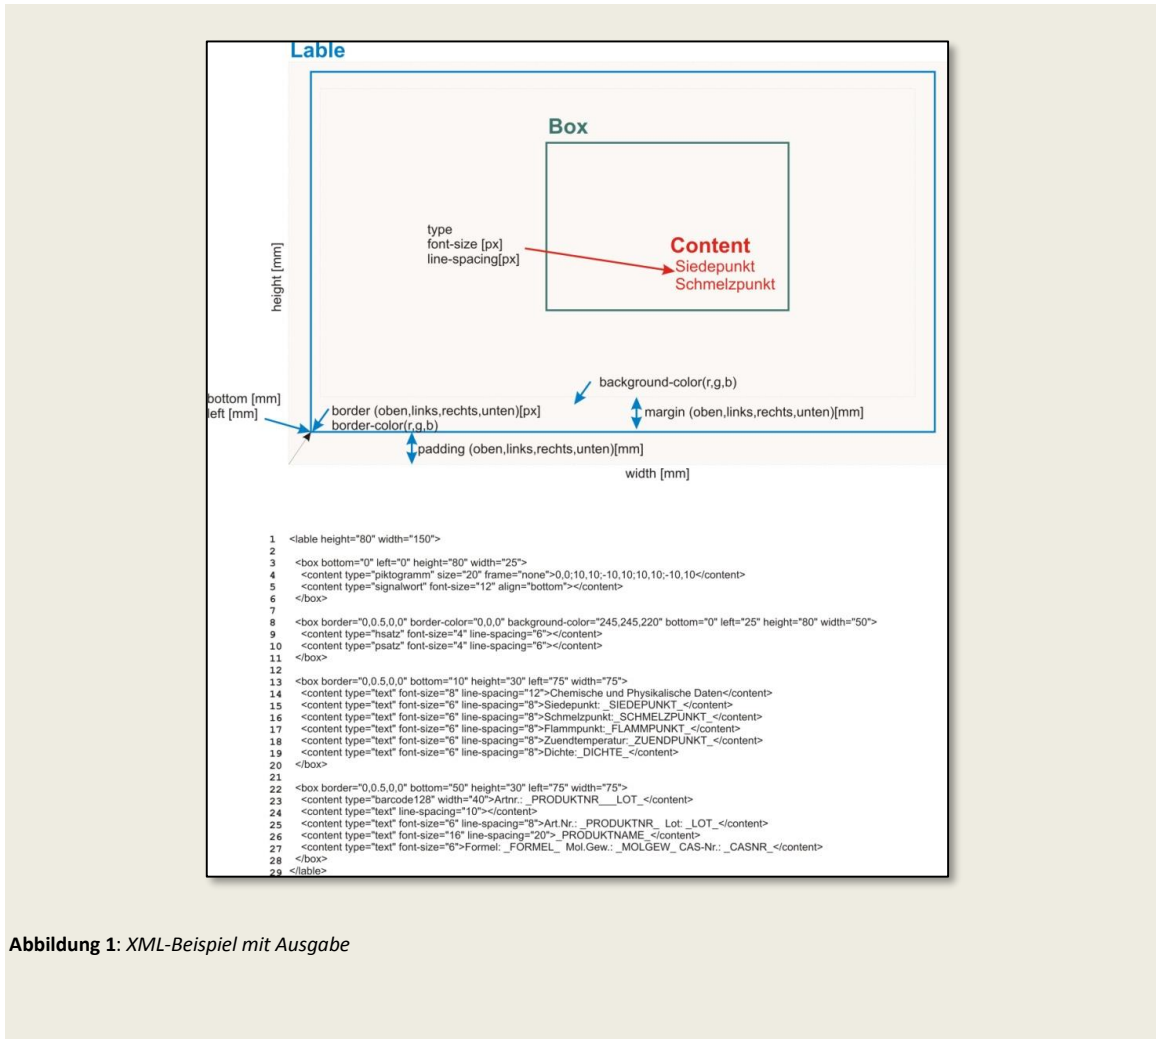 Lable
Box
type
font-size [px]
line-spacing[px]
Content
Siedepunkt
Schmelzpunkt
height [mm]
background-color(r,g,b)
bottom [mm]
left [mm]
border (oben,links,rechts,unten)[px]
border-color(r,g,b)
margin (oben,links,rechts,unten)[mm]
padding (oben,links,rechts,unten)[mm]
width [mm]
1 <lable height="80" width="150">
2
3 <box bottom="0" left="0" height="80" width="25">
4 <content type="piktogramm" size="20" frame="none">0,0;10,10;-10,10;10,10;-10,10</content>
5 <content type="signalwort" font-size="12" align="bottom"></content>
6 </box>
7
8 <box border="0,0.5,0,0" border-color="0,0,0" background-color="245,245,220" bottom="0" left="25" height="80" width="50">
9 <content type="hsatz" font-size="4" line-spacing="6"></content>
10 <content type="psatz" font-size="4" line-spacing="6"></content>
11 </box>
12
13 <box border="0,0.5,0,0" bottom="10" height="30" left="75" width="75">
14 <content type="text" font-size="8" line-spacing="12">Chemische und Physikalische Daten</content>
15 <content type="text" font-size="6" line-spacing="8">Siedepunkt: _SIEDEPUNKT_</content>
16 <content type="text" font-size="6" line-spacing="8">Schmelzpunkt:_SCHMELZPUNKT_</content>
17 <content type="text" font-size="6" line-spacing="8">Flammpunkt:_FLAMMPUNKT_</content>
18 <content type="text" font-size="6" line-spacing="8">Zuendtemperatur:_ZUENDPUNKT_</content>
19 <content type="text" font-size="6" line-spacing="8">Dichte:_DICHTE_</content>
20 </box>
21
22 <box border="0,0.5,0,0" bottom="50" height="30" left="75" width="75">
23 <content type="barcode128" width="40">Artnr.: _PRODUKTNR___LOT_</content>
24 <content type="text" line-spacing="10"></content>
25 <content type="text" font-size="6" line-spacing="8">Art.Nr.: _PRODUKTNR_ Lot: _LOT_</content>
26 <content type="text" font-size="16" line-spacing="20">_PRODUKTNAME_</content>
27 <content type="text" font-size="6">Formel: _FORMEL_ Mol.Gew.: _MOLGEW_ CAS-Nr.: _CASNR_</content>
28 </box>
29 </lable>
Abbildung 1: XML-Beispiel mit Ausgabe